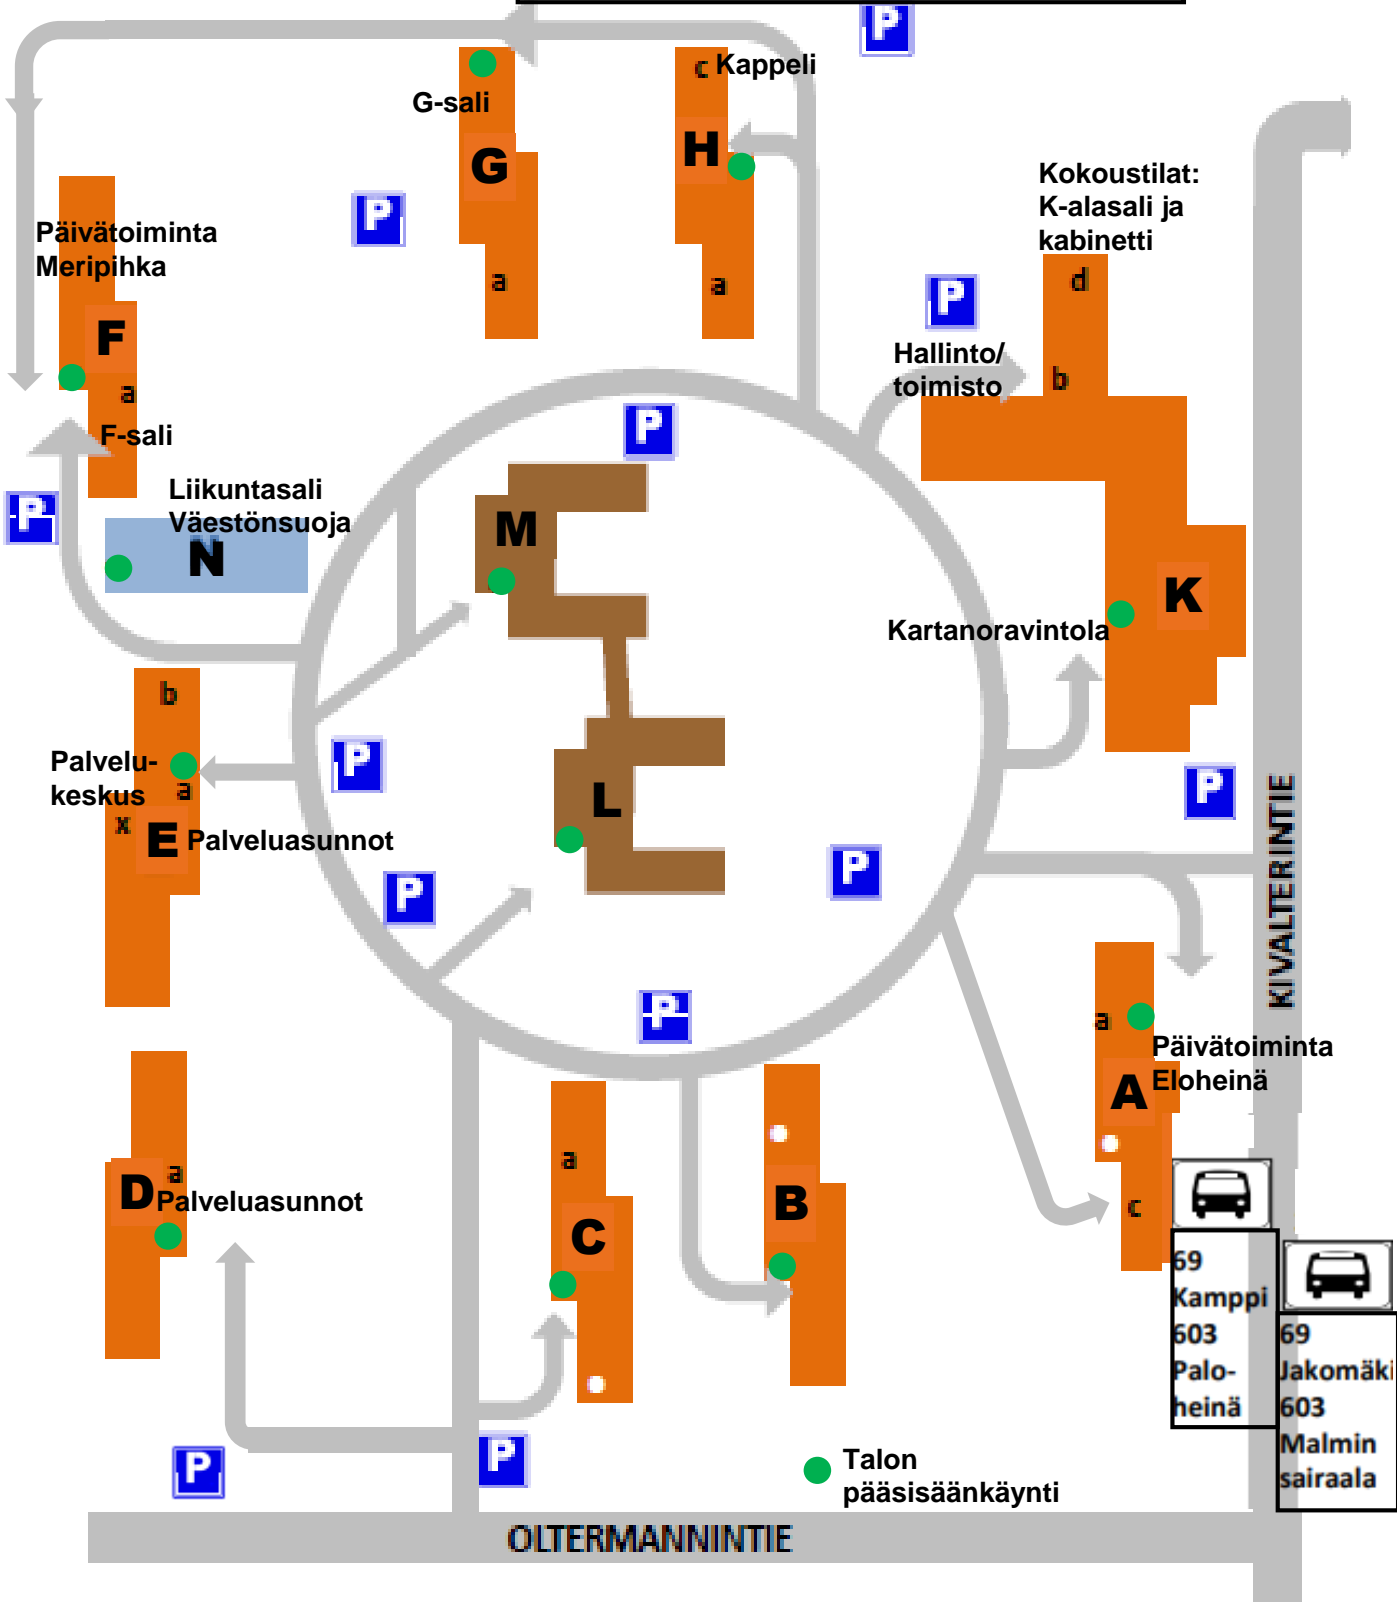 P
c Kappeli
G-sali
H
G
P
Kokoustilat:
K-alasali ja
kabinetti
Päivätoiminta
Meripihka
a
a
d
P
F
Hallinto/
toimisto
b
a
F-sali
P
Liikuntasali
Väestönsuoja
P
M
N
K
Kartanoravintola
b
Palvelu-
keskus
a
P
P
x
E
Palveluasunnot
L
P
P
KIVALTERINTIE
P
a
Päivätoiminta
Eloheinä
A
a
a
D
Palveluasunnot
B
C
c
69
Kamppi
603
Palo-
heinä
69
Jakomäki
603
Malmin
sairaala
P
P
Talon
pääsisäänkäynti
OLTERMANNINTIE